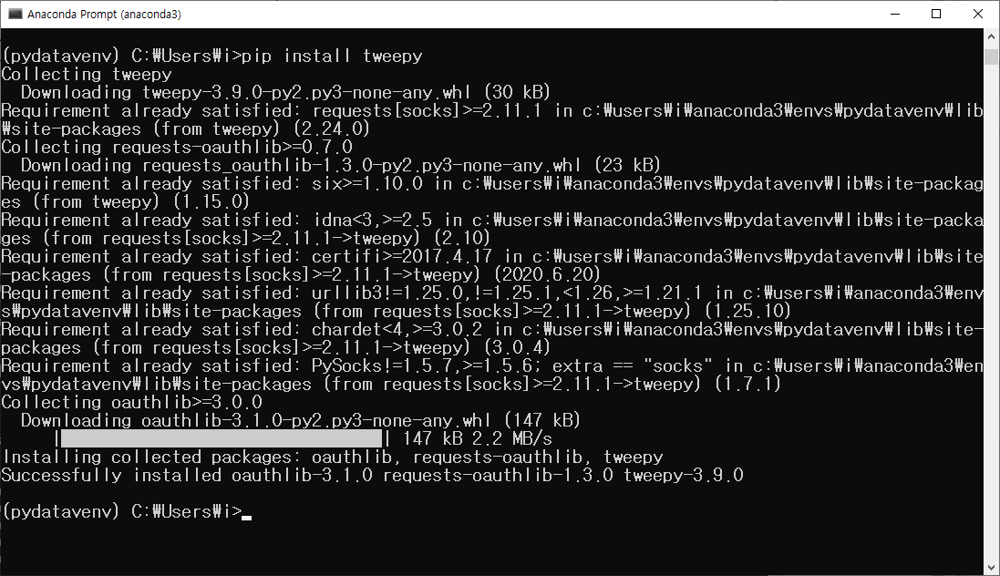 Anaconda Prompt (anaconda3)
(pydatavenv) C:₩Users₩i>pip install tweepy
Collecting tweepy
  Downloading tweepy-3.9.0-py2.py3-none-any.whl (30 kB)
Requirement already satisfied: requests[socks]>=2.11.1 in c:₩users₩i₩anaconda3₩envs₩pydatavenv₩lib
₩site-packages (from tweepy) (2.24.0)
Collecting requests-oauthlib>=0.7.0
  Downloading requests_oauthlib-1.3.0-py2.py3-none-any.whl (23 kB)
Requirement already satisfied: six>=1.10.0 in c:₩users₩i₩anaconda3₩envs₩pydatavenv₩lib₩site-packag
es (from tweepy) (1.15.0)
Requirement already satisfied: idna<3,>=2.5 in c:₩users₩i₩anaconda3₩envs₩pydatavenv₩lib₩site-packa
ges (from requests[socks]>=2.11.1->tweepy) (2.10)
Requirement already satisfied: certifi>=2017.4.17 in c:₩users₩i₩anaconda3₩envs₩pydatavenv₩lib₩site
-packages (from requests[socks]>=2.11.1->tweepy) (2020.6.20)
Requirement already satisfied: urllib3!=1.25.0,!=1.25.1,<1.26,>=1.21.1 in c:₩users₩i₩anaconda3₩env
s₩pydatavenv₩lib₩site-packages (from requests[socks]>=2.11.1->tweepy) (1.25.10)
Requirement already satisfied: chardet<4,>=3.0.2 in c:₩users₩i₩anaconda3₩envs₩pydatavenv₩lib₩site-
packages (from requests[socks]>=2.11.1->tweepy) (3.0.4)
Requirement already satisfied: PySocks!=1.5.7,>=1.5.6; extra == "socks" in c:₩users₩i₩anaconda3₩en
vs₩pydatavenv₩lib₩site-packages (from requests[socks]>=2.11.1->tweepy) (1.7.1)
Collecting oauthlib>=3.0.0
  Downloading oauthlib-3.1.0-py2.py3-none-any.whl (147 kB)
     |████████████████████████████████| 147 kB 2.2 MB/s
Installing collected packages: oauthlib, requests-oauthlib, tweepy
Successfully installed oauthlib-3.1.0 requests-oauthlib-1.3.0 tweepy-3.9.0
(pydatavenv) C:₩Users₩i>